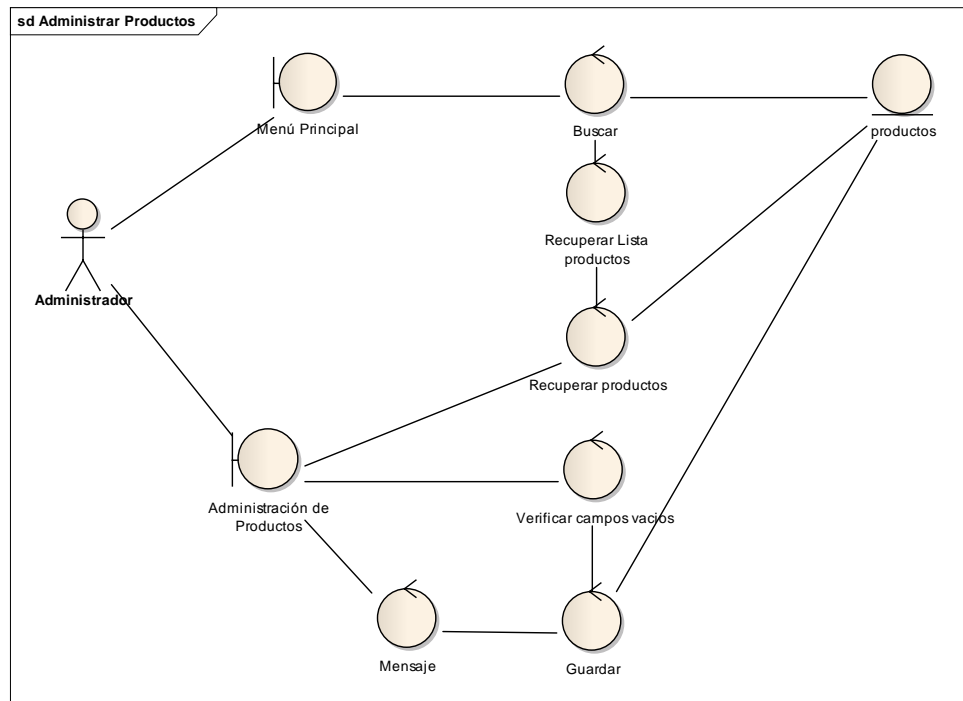 sd Administrar Productos
Menú Principal
Buscar
productos
Recuperar Lista
productos
Administrador
Recuperar productos
Administración de
Productos
Verificar campos vacios
Mensaje
Guardar